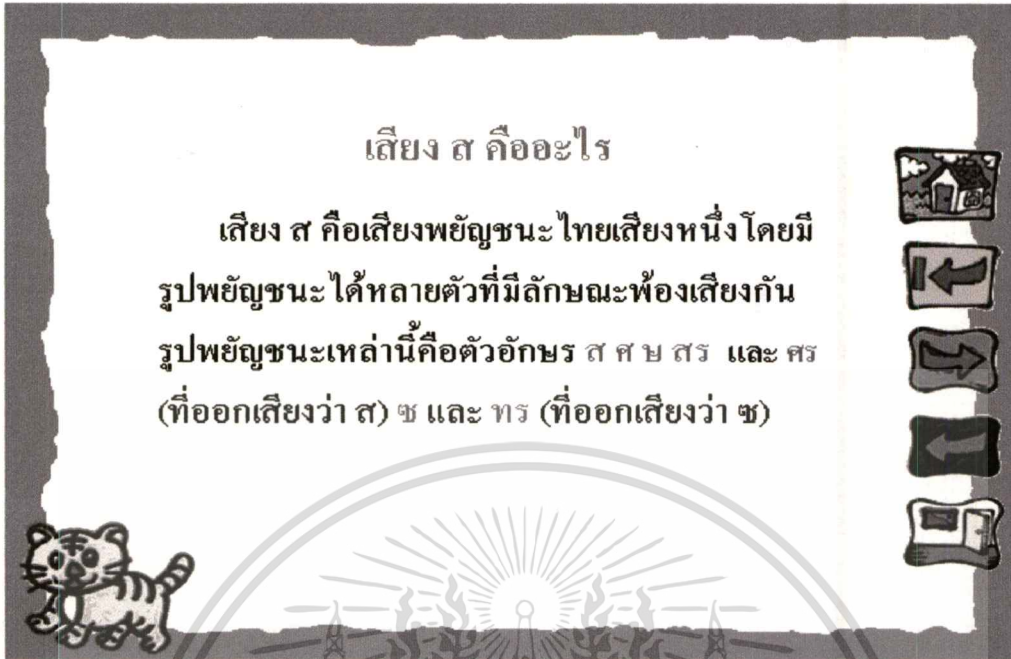 เสียง ส คืออะไร
เสียง ส คือเสียงพยัญชนะไทยเสียงหนึ่งโดยมี
รูปพยัญชนะได้หลายตัวที่มีลักษณะพ้องเสียงกัน
รูปพยัญชนะเหล่านี้คือตัวอักษร ส ศ ษ สร และ ศร
(ที่ออกเสียงว่า ส) ซ และ ทร (ที่ออกเสียงว่า ซ)